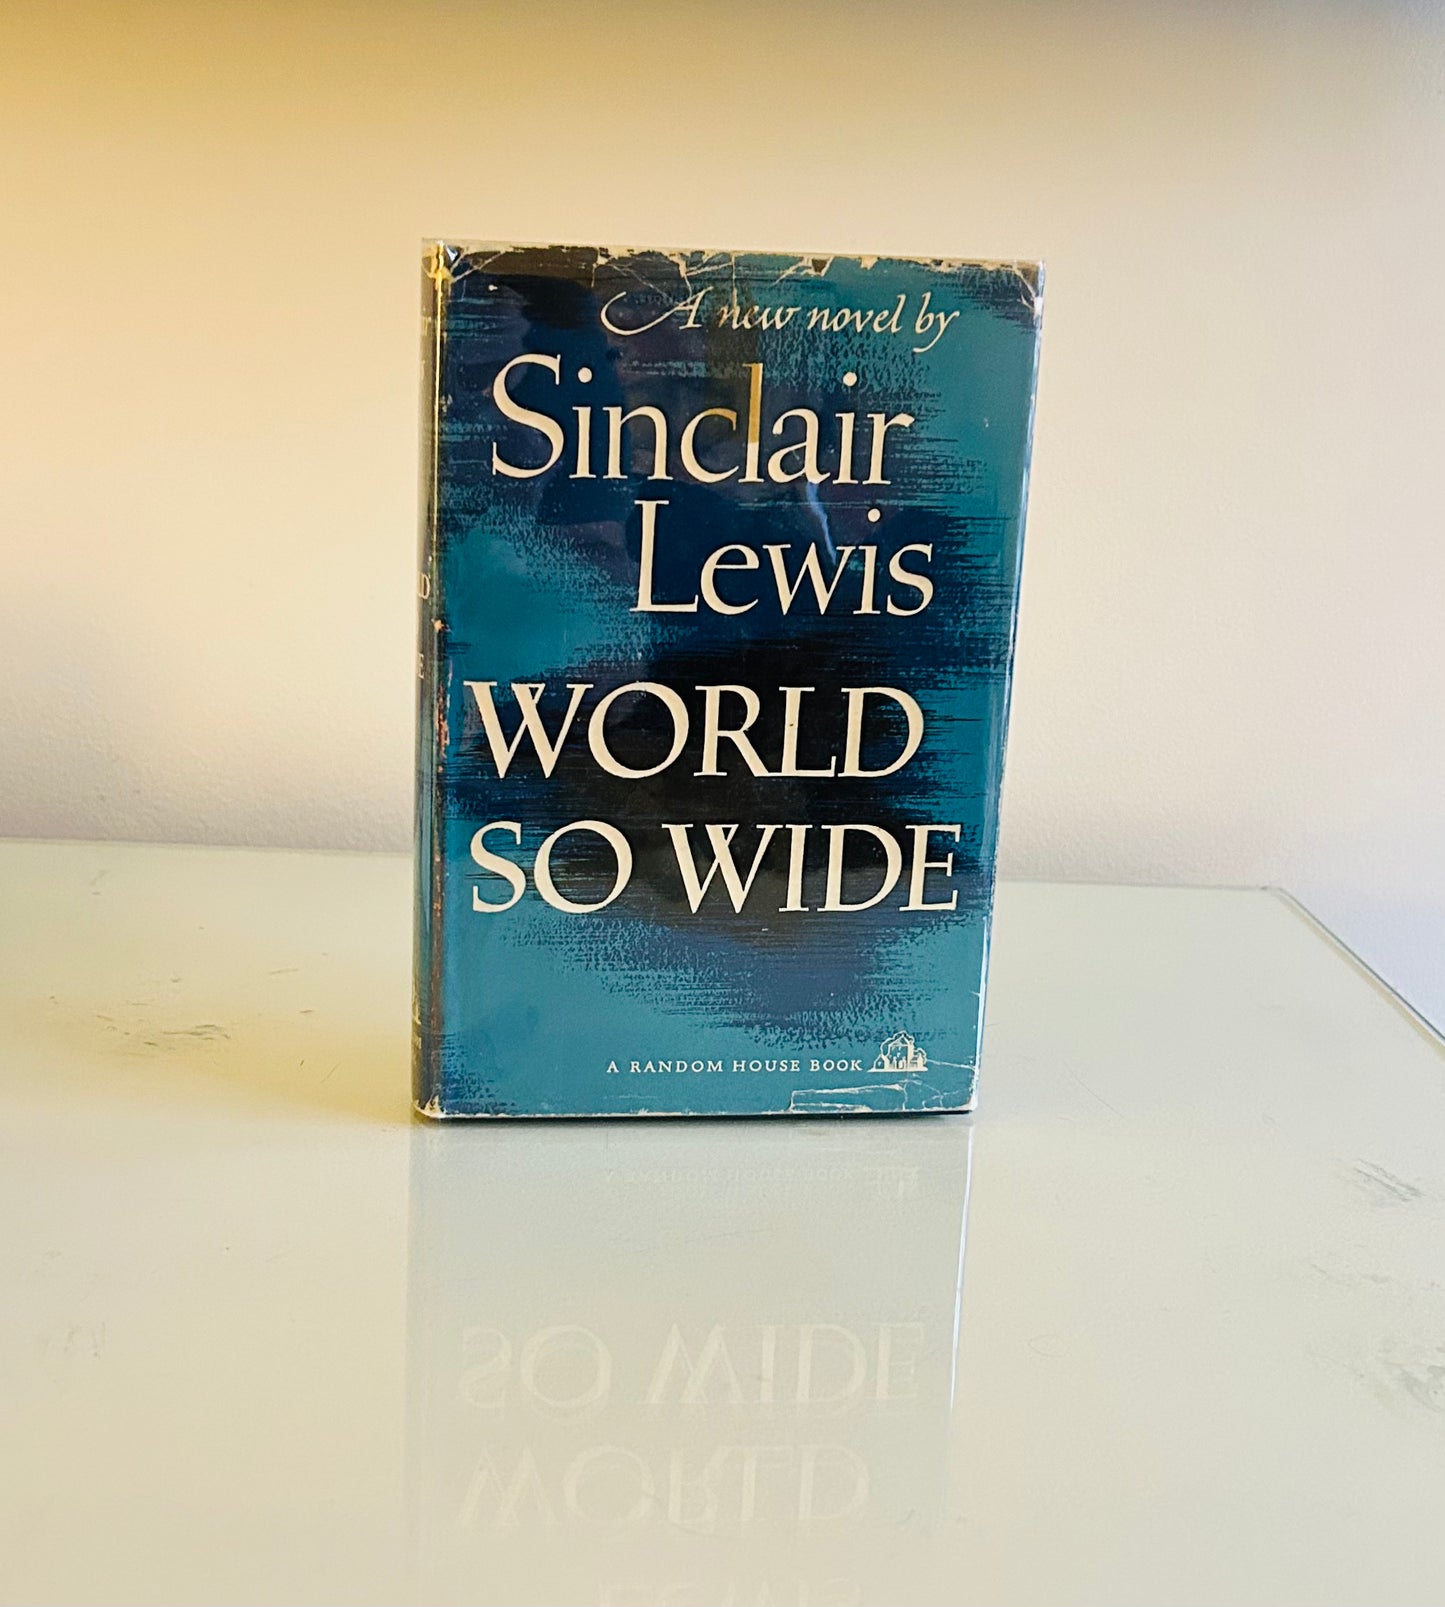 A new novel by
Sinclair
Lewis
WORLD
SO WIDE
A RANDOM HOUSE BOOK